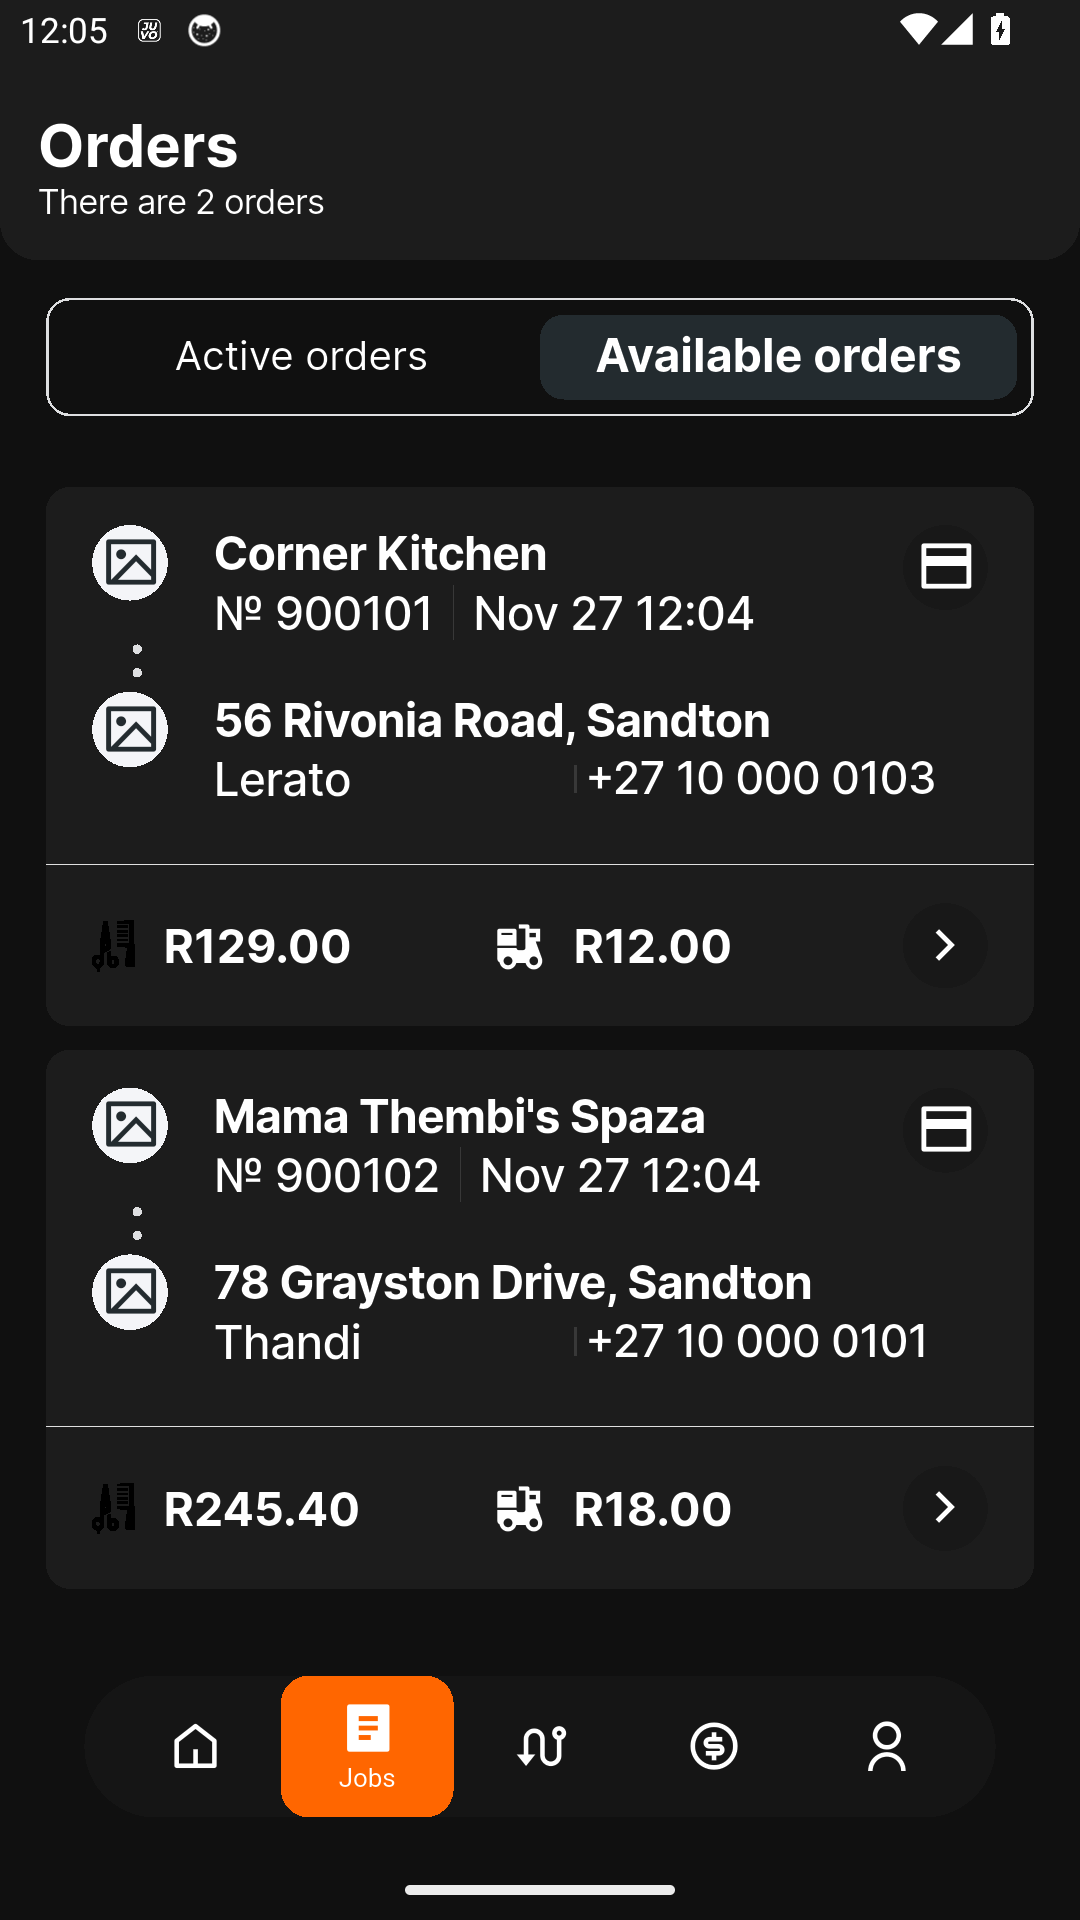 12:05
JU
VO
Orders
There are 2 orders
Active orders
Available orders
Corner Kitchen
№ 900101
Nov 27 12:04
56 Rivonia Road, Sandton
Lerato
+27 10 000 0103
R129.00
R12.00
Mama Thembi's Spaza
№ 900102
Nov 27 12:04
78 Grayston Drive, Sandton
Thandi
+27 10 000 0101
R245.40
R18.00
Jobs